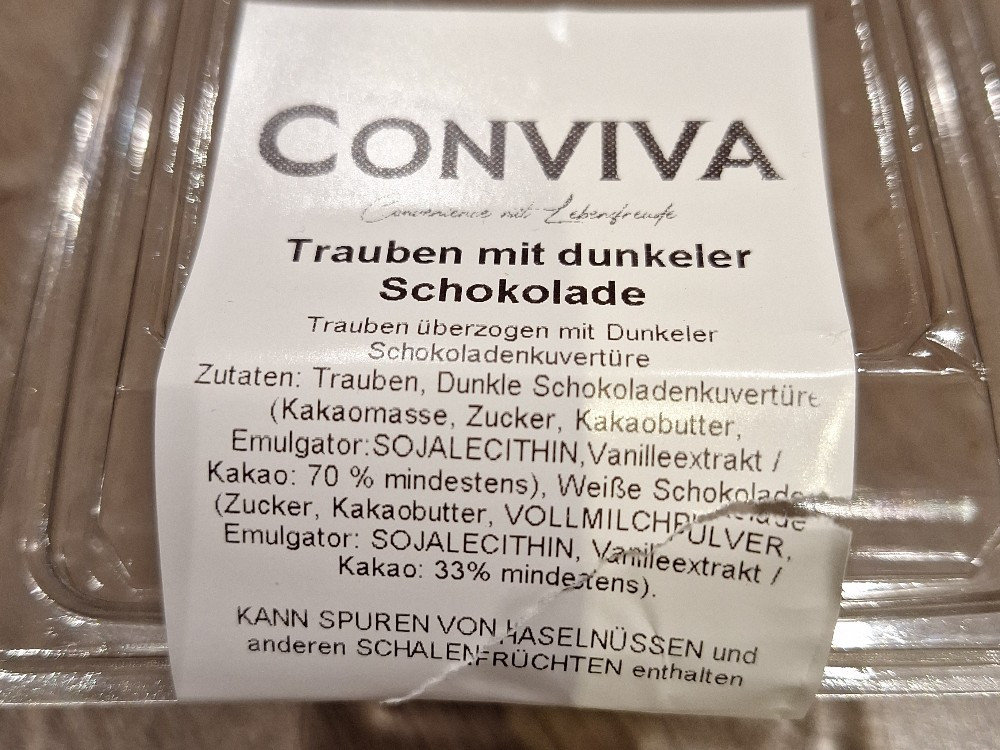 CONVIVA
Convenience mit Lebensfreude
Trauben mit dunkeler
Schokolade
Trauben überzogen mit Dunkeler
Schokoladenkuvertüre
Zutaten: Trauben, Dunkle Schokoladenkuvertüre
(Kakaomasse, Zucker, Kakaobutter,
Emulgator:SOJALECITHIN,Vanilleextrakt /
Kakao: 70 % mindestens), Weiße Schokolade
(Zucker, Kakaobutter, VOLLMILCHPULVER,
Emulgator: SOJALECITHIN, Vanilleextrakt /
Kakao: 33% mindestens).
KANN SPUREN VON HASELNÜSSEN und
anderen SCHALENFRÜCHTEN enthalten